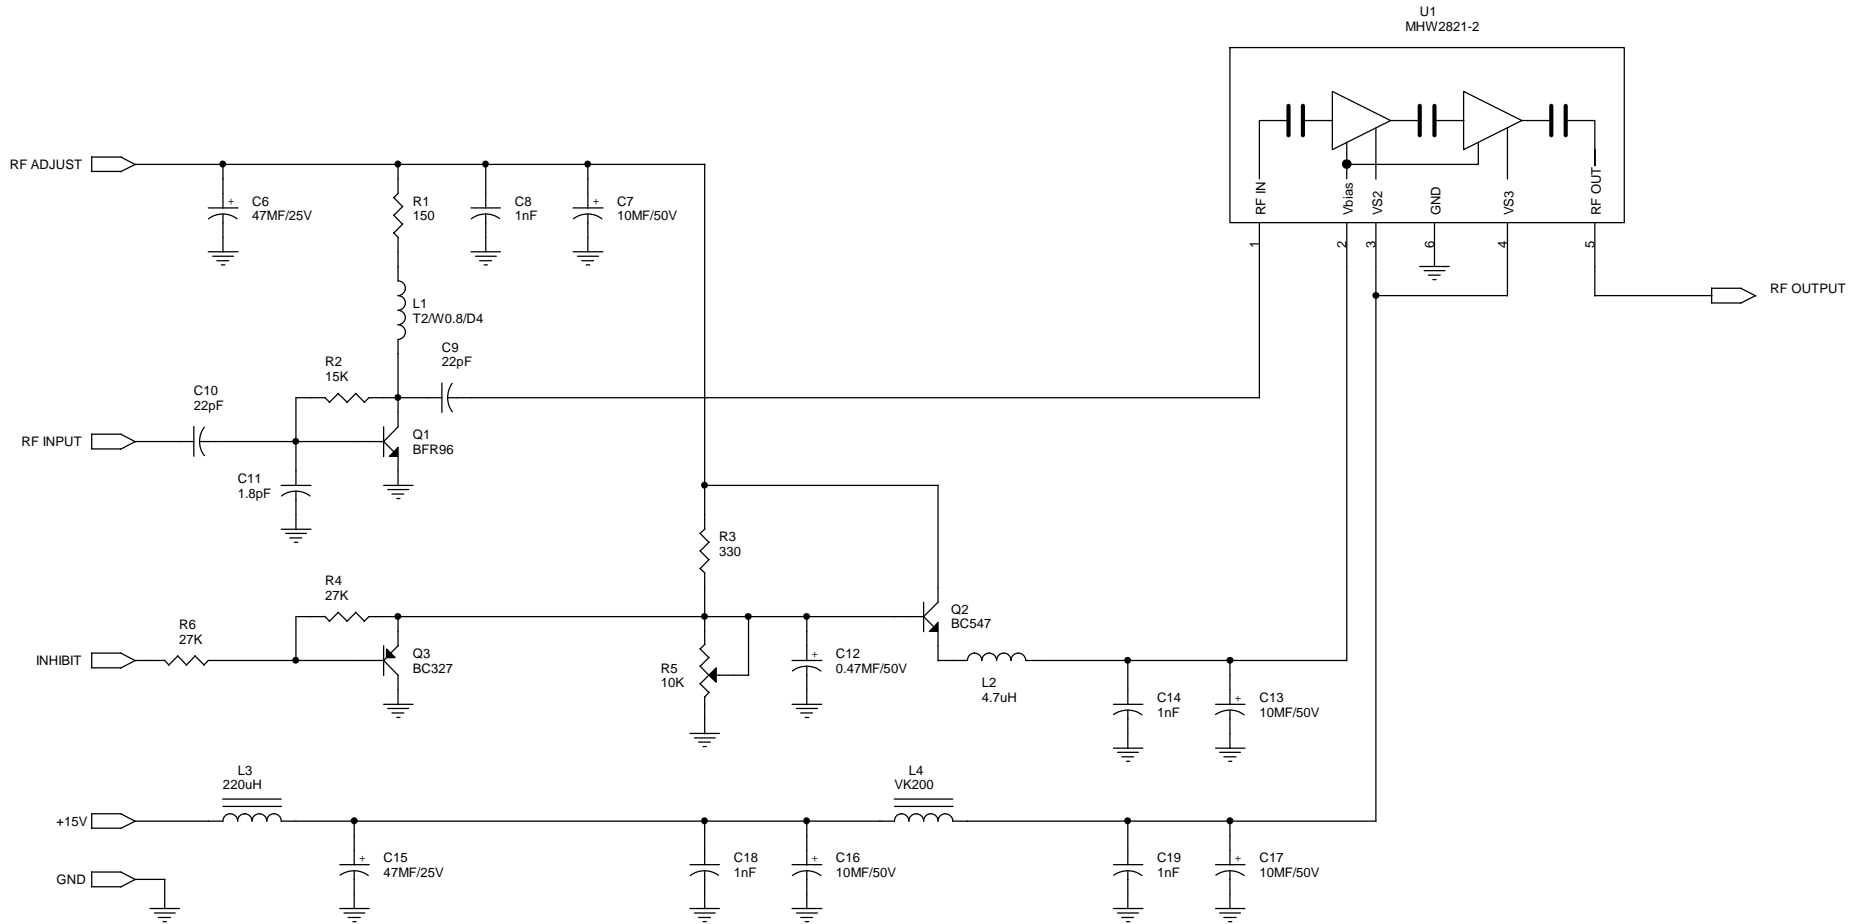 U1
MHW2821-2
RF IN
Vbias
VS2
GND
VS3
RF OUT
1
2
3
6
4
5
RF ADJUST
+
C6
47MF/25V
R1
150
C8
1nF
+
C7
10MF/50V
RF OUTPUT
L1
T2/W0.8/D4
C9
22pF
R2
15K
C10
22pF
RF INPUT
Q1
BFR96
C11
1.8pF
R3
330
R4
27K
R6
27K
INHIBIT
Q3
BC327
Q2
BC547
R5
10K
+
C12
0.47MF/50V
L2
4.7uH
C14
1nF
+
C13
10MF/50V
L3
220uH
L4
VK200
+15V
+
C15
47MF/25V
C18
1nF
+
C16
10MF/50V
C19
1nF
+
C17
10MF/50V
GND